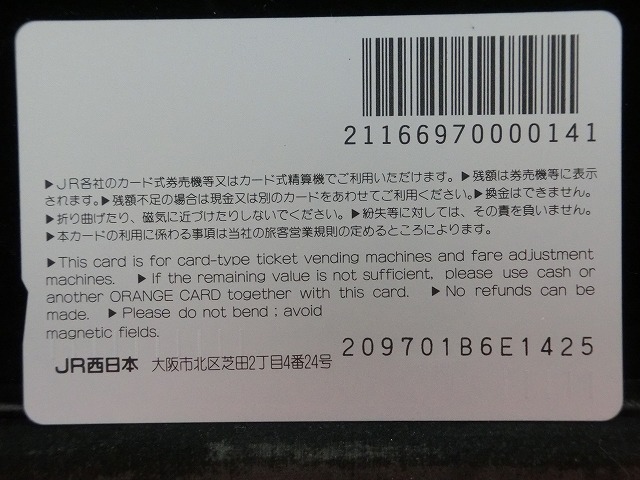 21166970000141
▶JR各社のカード式券売機等又はカード式精算機でご利用いただけます。▶残額は券売機等に表示
されます。▶残額不足の場合は現金又は別のカードをあわせてご利用ください。▶換金はできません。
▶折り曲げたり、磁気に近づけたりしないでください。▶紛失等に対しては、その責を負いません。
▶本カードの利用に係わる事項は当社の旅客営業規則の定めるところによります。
▶This card is for card-type ticket vending machines and fare adjustment
machines. ▶If the remaining value is not sufficient, please use cash or
another ORANGE CARD together with this card. ▶No refunds can be
made. ▶Please do not bend ; avoid
magnetic fields.
209701B6E1425
JR西日本 大阪市北区芝田2丁目4番24号